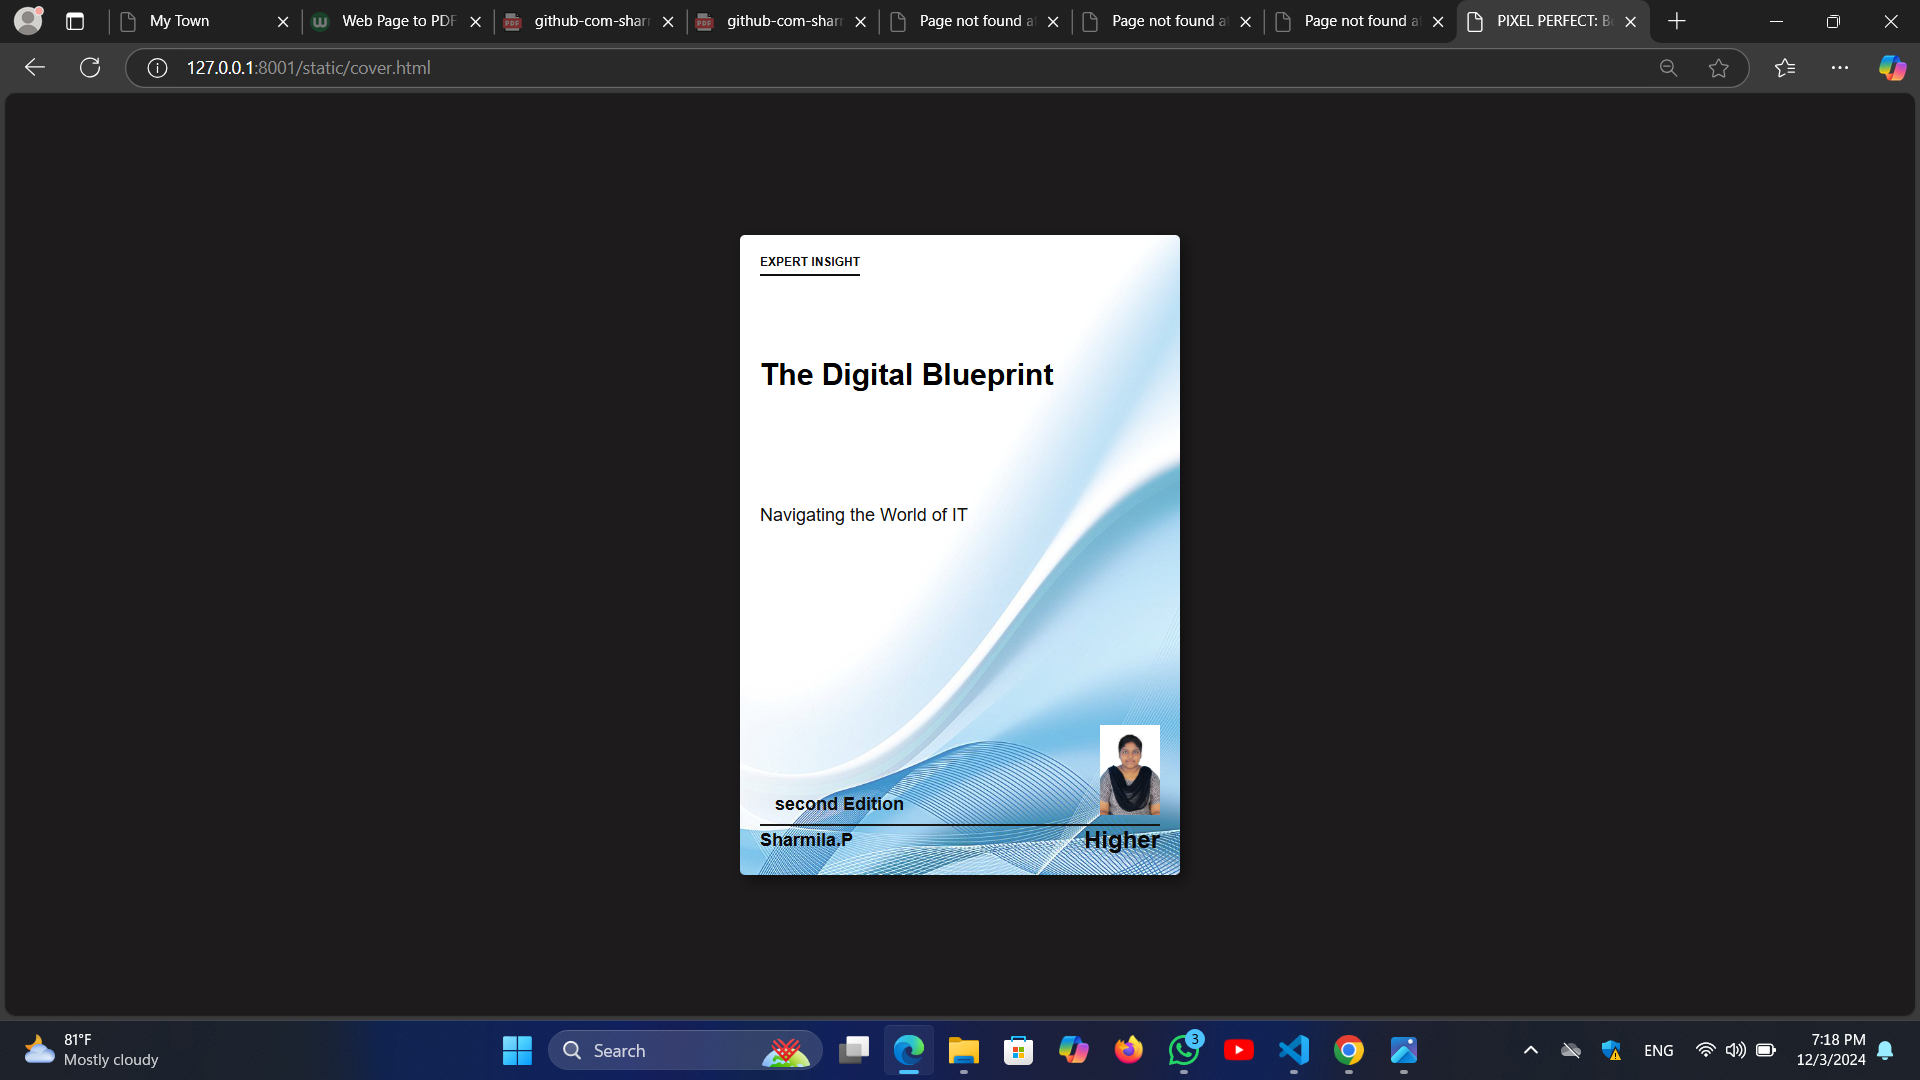 My Town
Web Page to PDF
github-com-shar
github-com-shar
Page not found a
Page not found a
Page not found a
PIXEL PERFECT: B
127.0.0.1:8001/static/cover.html
EXPERT INSIGHT
The Digital Blueprint
Navigating the World of IT
second Edition
Sharmila.P
Higher
81°F
Mostly cloudy
Search
3
ENG
7:18 PM
12/3/2024